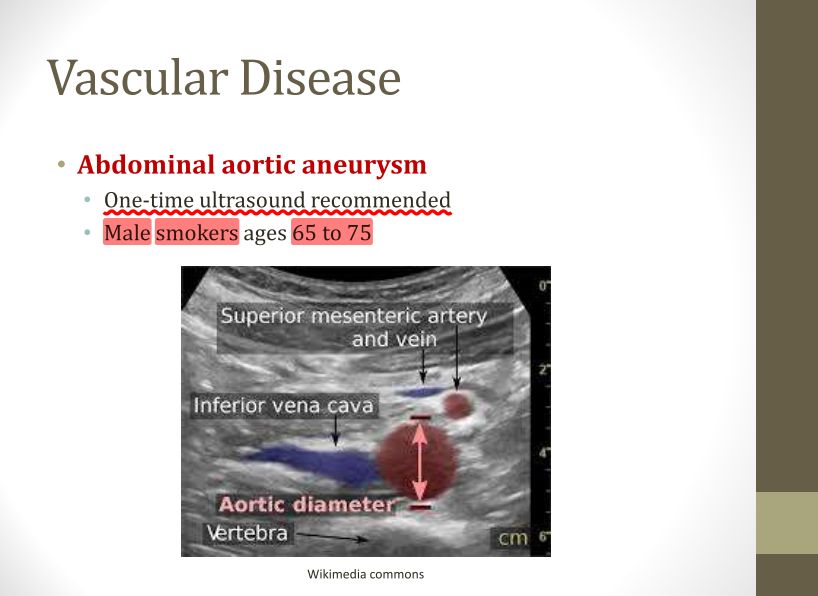 Vascular Disease
• Abdominal aortic aneurysm
• One-time ultrasound recommended
• Male smokers ages 65 to 75
0
Superior mesenteric artery
and vein
2
Inferior vena cava
4
Aortic diameter
Vertebra
cm 6
Wikimedia commons